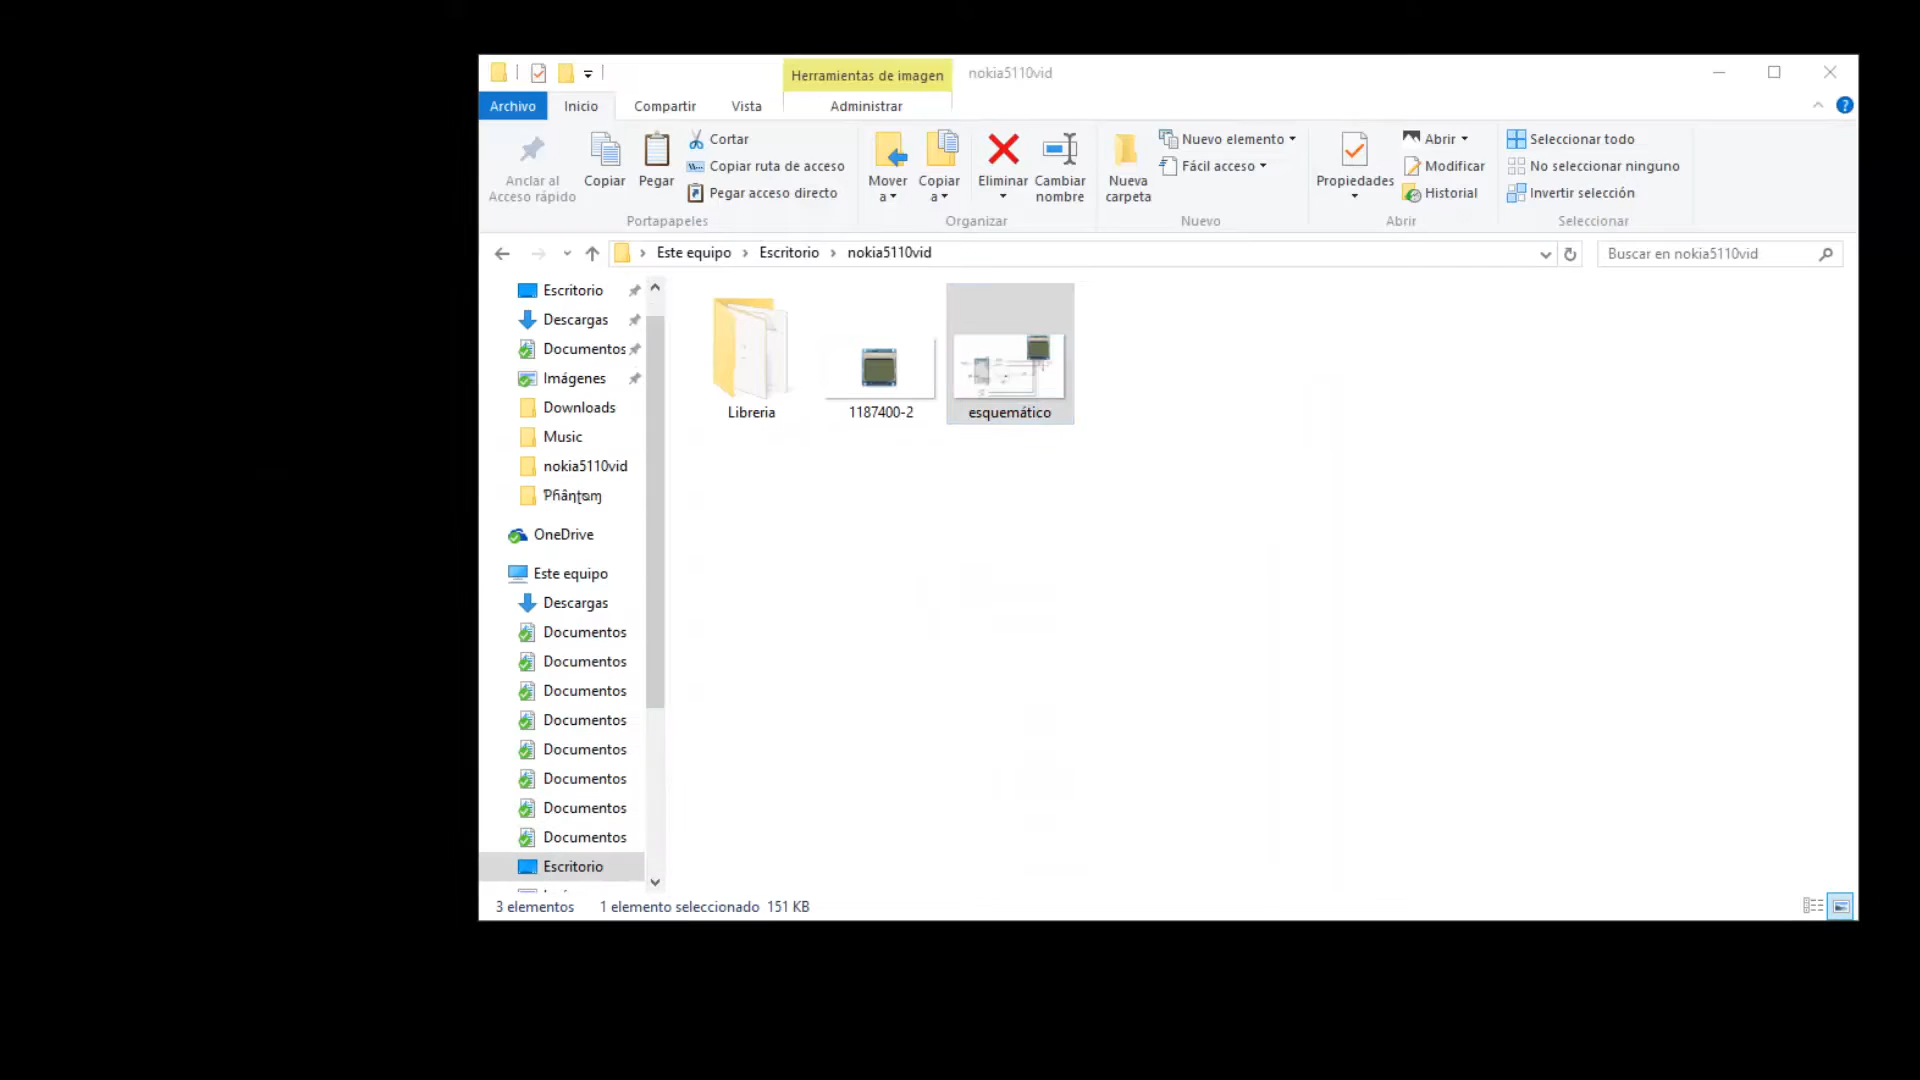 Herramientas de imagen
nokia5110vid
Archivo
Inicio
Compartir
Vista
Administrar
Anclar al
Acceso rápido
Copiar
Pegar
Cortar
Copiar ruta de acceso
Pegar acceso directo
Portapapeles
Mover
a
Copiar
a
Eliminar
Cambiar
nombre
Organizar
Nueva
carpeta
Nuevo elemento
Fácil acceso
Nuevo
Propiedades
Abrir
Modificar
Historial
Abrir
Seleccionar todo
No seleccionar ninguno
Invertir selección
Seleccionar
Este equipo
Escritorio
nokia5110vid
Buscar en nokia5110vid
Escritorio
Descargas
Documentos
Imágenes
Downloads
Music
nokia5110vid
OneDrive
Este equipo
Descargas
Documentos
Documentos
Documentos
Documentos
Documentos
Documentos
Documentos
Documentos
Escritorio
Libreria
1187400-2
esquemático
3 elementos
1 elemento seleccionado 151 KB